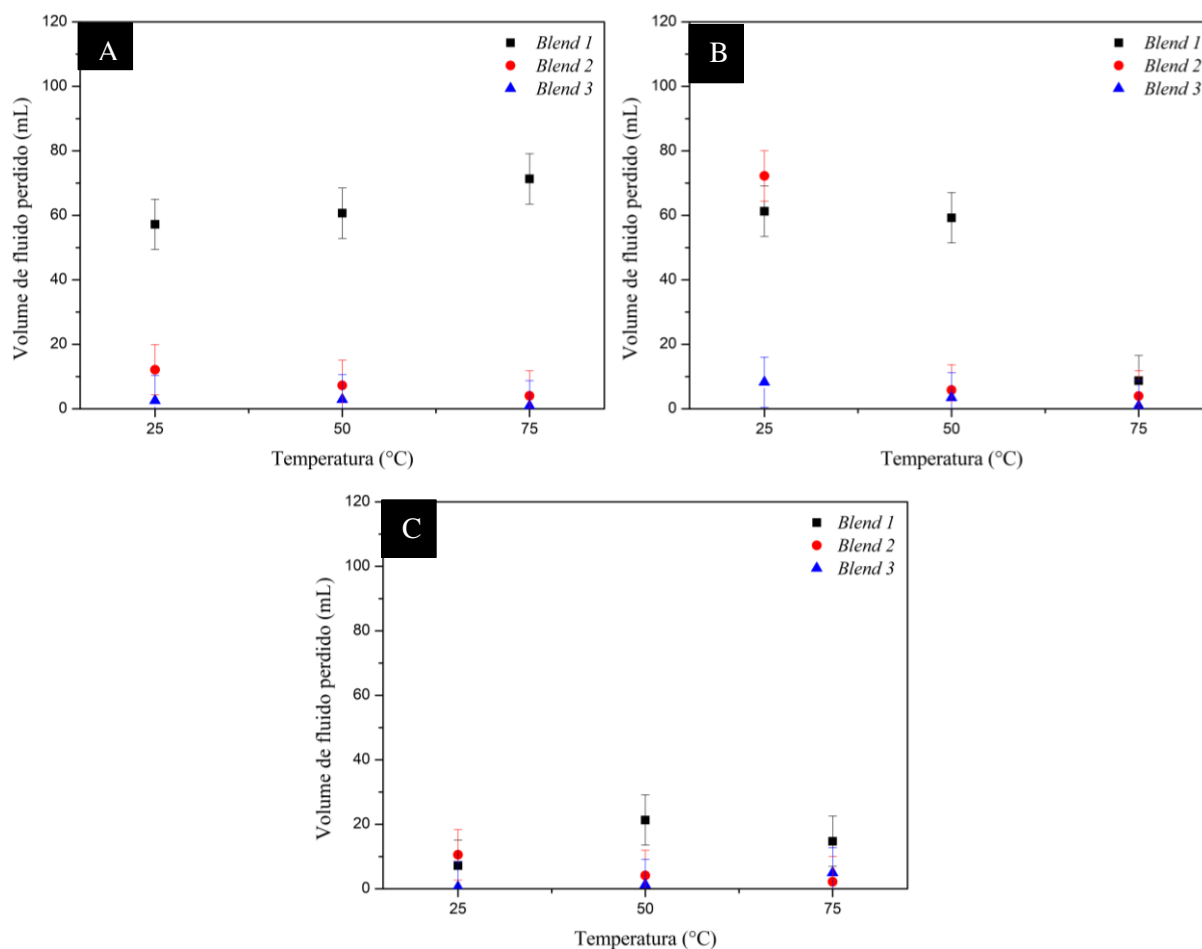 A
Blend 1
Blend 2
Blend 3
Volume de fluido perdido (mL)
120
100
80
60
40
20
0
25
50
75
Temperatura (°C)
B
Blend 1
Blend 2
Blend 3
Volume de fluido perdido (mL)
120
100
80
60
40
20
0
25
50
75
Temperatura (°C)
C
Blend 1
Blend 2
Blend 3
Volume de fluido perdido (mL)
120
100
80
60
40
20
0
25
50
75
Temperatura (°C)